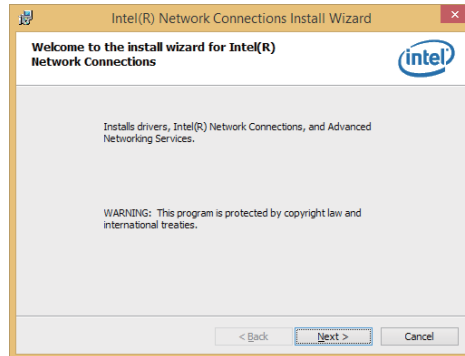 Intel(R) Network Connections Install Wizard
Welcome to the install wizard for Intel(R)
Network Connections
intel
Installs drivers, Intel(R) Network Connections, and Advanced
Networking Services.
WARNING: This program is protected by copyright law and
international treaties.
< Back
Next >
Cancel